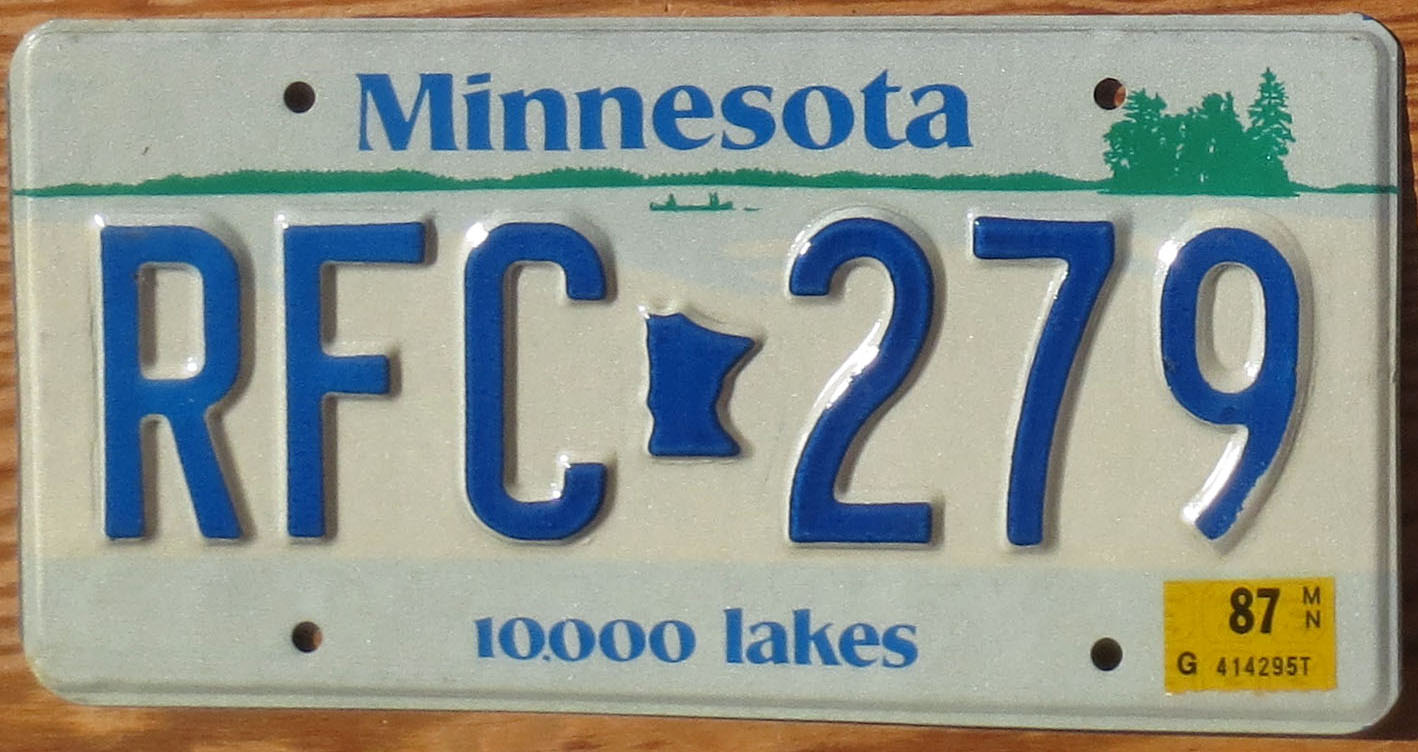 Minnesota
RFC 279
10,000 lakes
87 MN
G 414295T